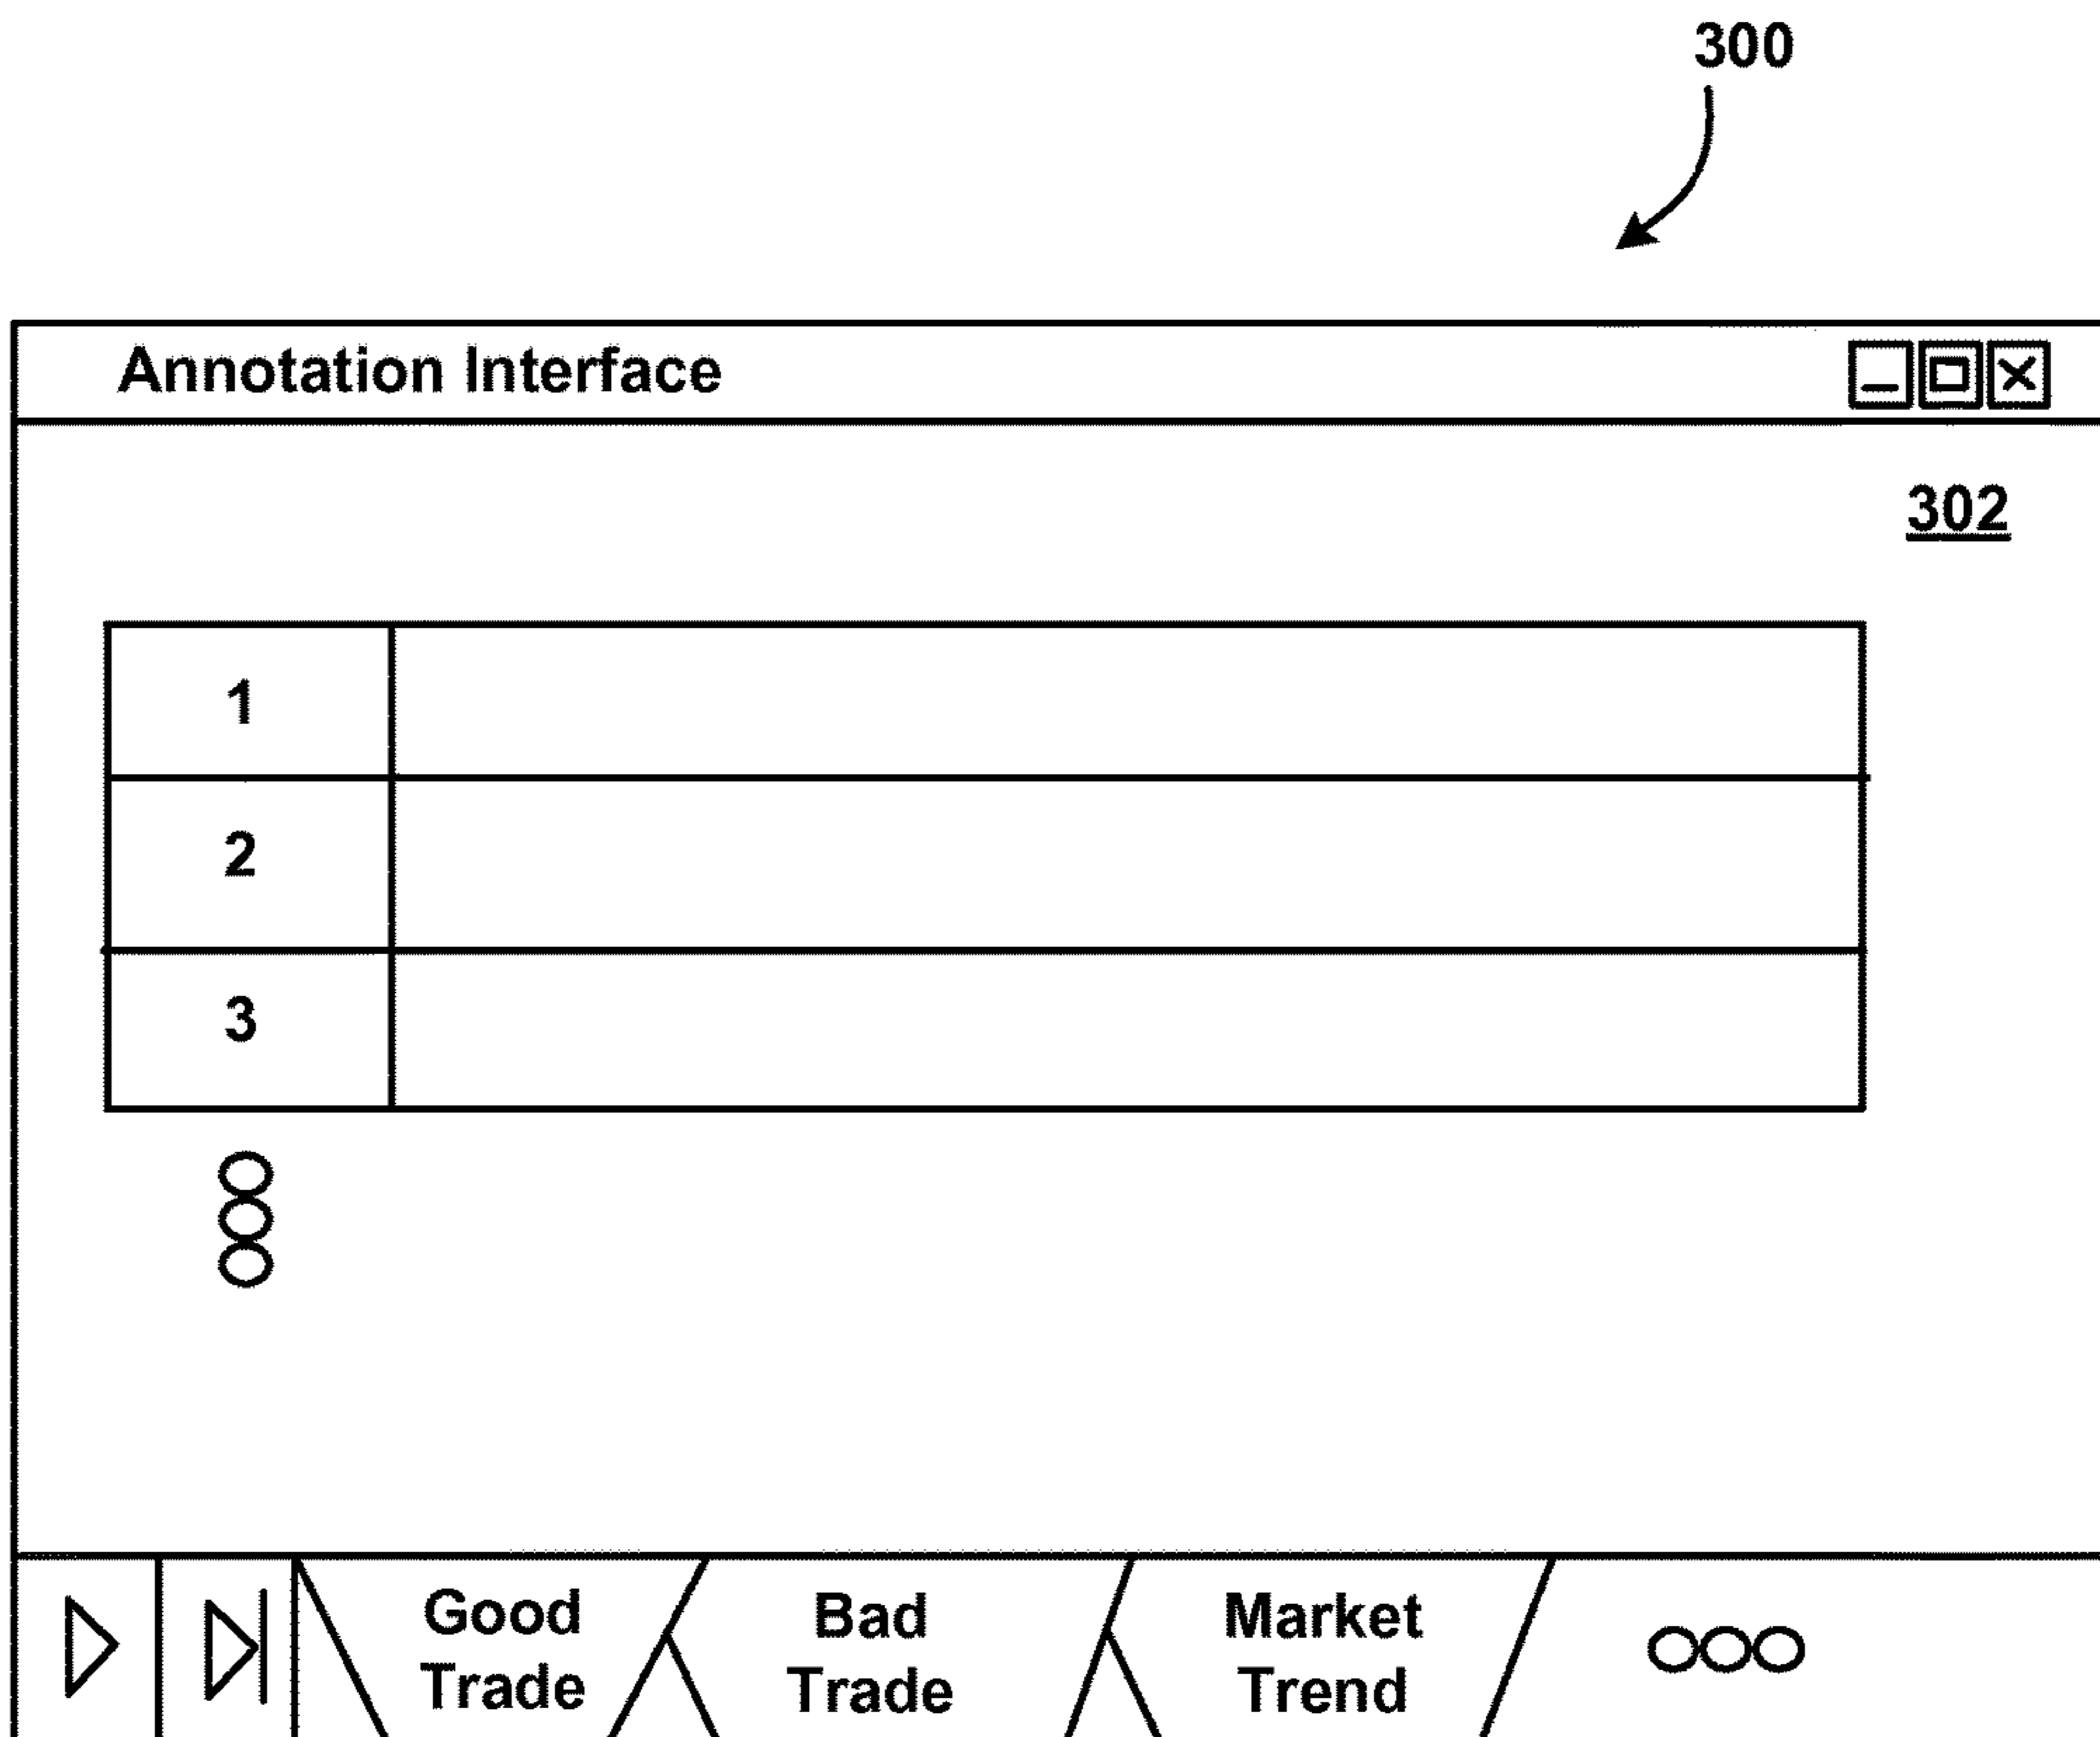 300
Annotation Interface
302
1
2
3
Good
Trade
Bad
Trade
Market
Trend